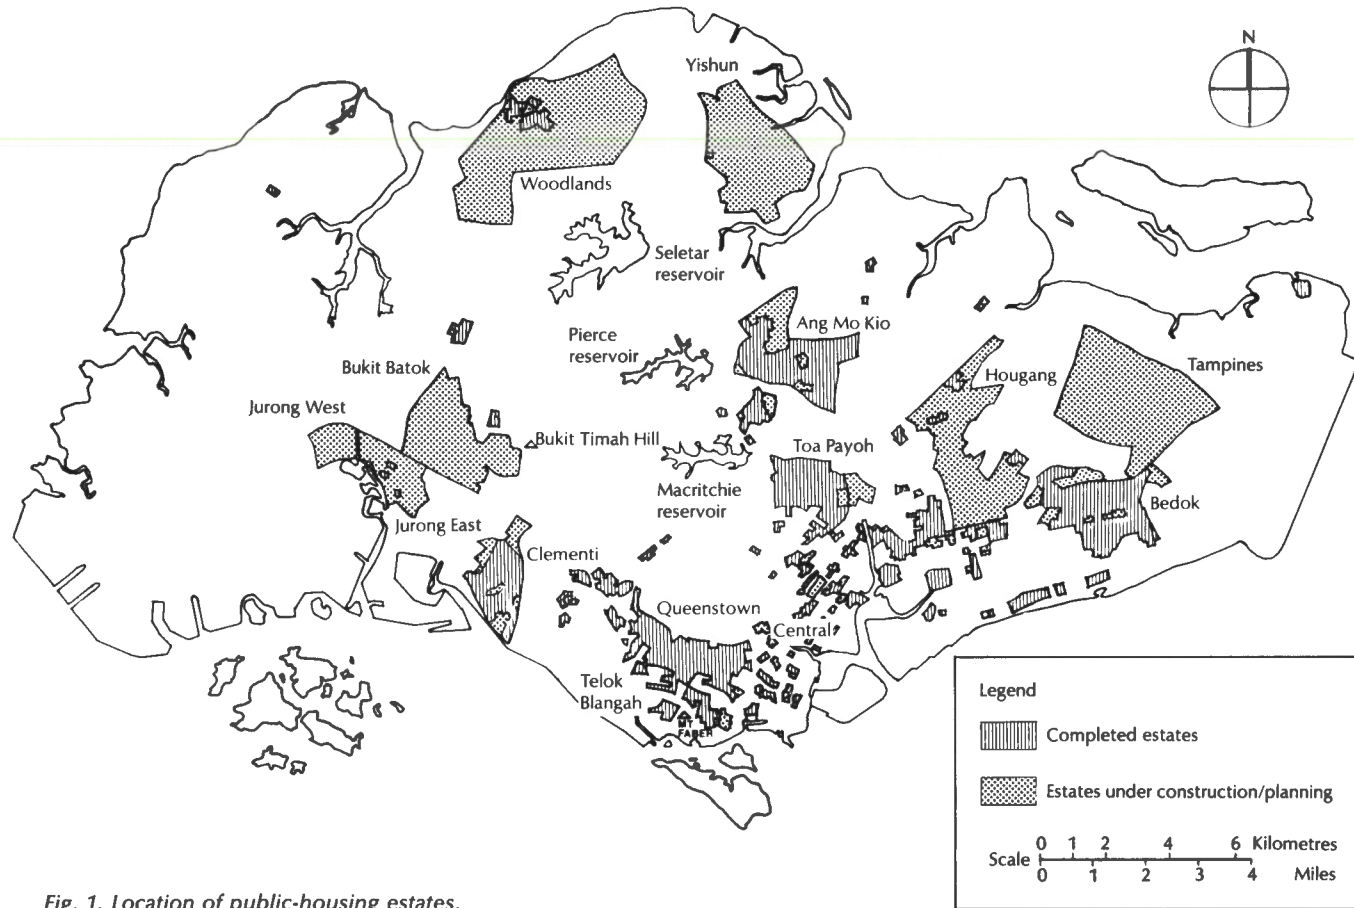 N
Yishun
Woodlands
Seletar
reservoir
Pierce
reservoir
Ang Mo Kio
Bukit Batok
Hougang
Tampines
Jurong West
Bukit Timah Hill
Toa Payoh
Macritchie
reservoir
Bedok
Jurong East
Clementi
Queenstown
Central
Telok
Blangah
MT
FABER
Legend
Completed estates
Estates under construction/planning
Scale
0 1 2 4 6 Kilometres
0 1 2 3 4 Miles
Fig. 1. Location of public-housing estates.